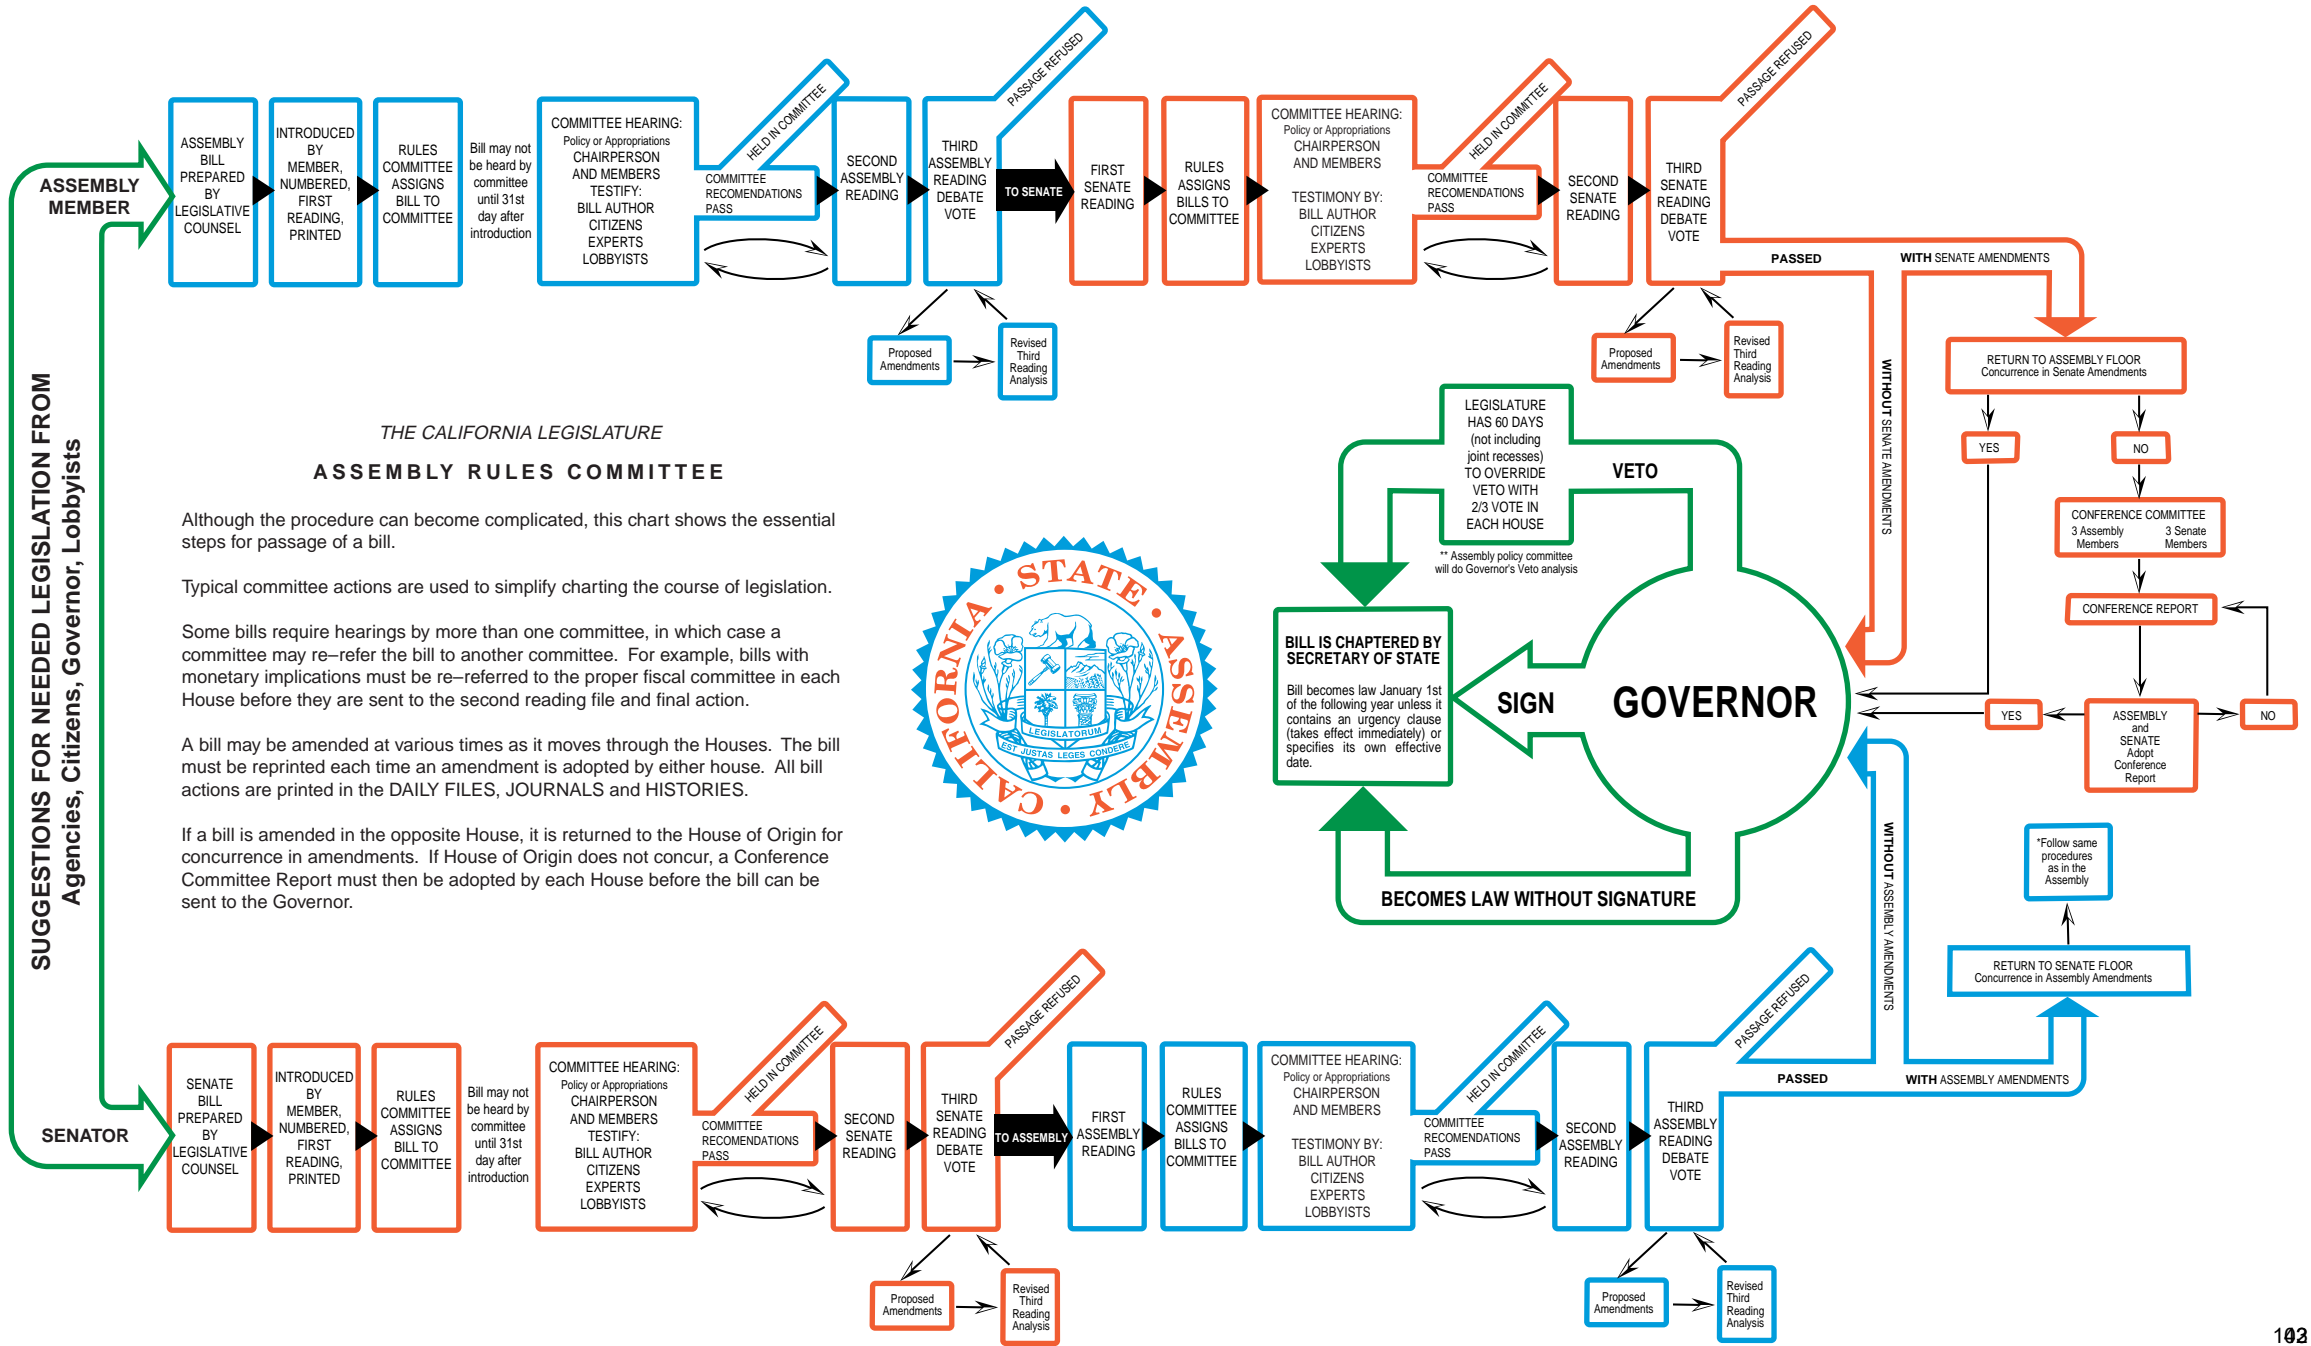 SUGGESTIONS FOR NEEDED LEGISLATION FROM
Agencies, Citizens, Governor, Lobbyists
ASSEMBLY
MEMBER
ASSEMBLY
BILL
PREPARED
BY
LEGISLATIVE
COUNSEL
INTRODUCED
BY
MEMBER,
NUMBERED,
FIRST
READING,
PRINTED
RULES
COMMITTEE
ASSIGNS
BILL TO
COMMITTEE
Bill may not
be heard by
committee
until 31st
day after
introduction
COMMITTEE HEARING:
Policy or Appropriations
CHAIRPERSON
AND MEMBERS
TESTIFY:
BILL AUTHOR
CITIZENS
EXPERTS
LOBBYISTS
HELD IN COMMITTEE
COMMITTEE
RECOMENDATIONS
PASS
SECOND
ASSEMBLY
READING
THIRD
ASSEMBLY
READING
DEBATE
VOTE
PASSAGE REFUSED
Proposed
Amendments
Revised
Third
Reading
Analysis
TO SENATE
FIRST
SENATE
READING
RULES
ASSIGNS
BILLS TO
COMMITTEE
COMMITTEE HEARING:
Policy or Appropriations
CHAIRPERSON
AND MEMBERS
TESTIMONY BY:
BILL AUTHOR
CITIZENS
EXPERTS
LOBBYISTS
HELD IN COMMITTEE
COMMITTEE
RECOMENDATIONS
PASS
SECOND
SENATE
READING
THIRD
SENATE
READING
DEBATE
VOTE
PASSAGE REFUSED
Proposed
Amendments
Revised
Third
Reading
Analysis
PASSED
WITH SENATE AMENDMENTS
WITHOUT SENATE AMENDMENTS
RETURN TO ASSEMBLY FLOOR
Concurrence in Senate Amendments
YES
NO
CONFERENCE COMMITTEE
3 Assembly
Members
3 Senate
Members
CONFERENCE REPORT
ASSEMBLY
and
SENATE
Adopt
Conference
Report
YES
NO
THE CALIFORNIA LEGISLATURE
ASSEMBLY RULES COMMITTEE
Although the procedure can become complicated, this chart shows the essential
steps for passage of a bill.
Typical committee actions are used to simplify charting the course of legislation.
Some bills require hearings by more than one committee, in which case a
committee may re–refer the bill to another committee. For example, bills with
monetary implications must be re–referred to the proper fiscal committee in each
House before they are sent to the second reading file and final action.
A bill may be amended at various times as it moves through the Houses. The bill
must be reprinted each time an amendment is adopted by either house. All bill
actions are printed in the DAILY FILES, JOURNALS and HISTORIES.
If a bill is amended in the opposite House, it is returned to the House of Origin for
concurrence in amendments. If House of Origin does not concur, a Conference
Committee Report must then be adopted by each House before the bill can be
sent to the Governor.
CALIFORNIA • STATE • ASSEMBLY •
LEGISLATORUM
EST JUSTAS LEGES CONDERE
LEGISLATURE
HAS 60 DAYS
(not including
joint recesses)
TO OVERRIDE
VETO WITH
2/3 VOTE IN
EACH HOUSE
VETO
** Assembly policy committee
will do Governor's Veto analysis
BILL IS CHAPTERED BY
SECRETARY OF STATE
Bill becomes law January 1st
of the following year unless it
contains an urgency clause
(takes effect immediately) or
specifies its own effective
date.
SIGN
GOVERNOR
BECOMES LAW WITHOUT SIGNATURE
SENATOR
SENATE
BILL
PREPARED
BY
LEGISLATIVE
COUNSEL
INTRODUCED
BY
MEMBER,
NUMBERED,
FIRST
READING,
PRINTED
RULES
COMMITTEE
ASSIGNS
BILL TO
COMMITTEE
Bill may not
be heard by
committee
until 31st
day after
introduction
COMMITTEE HEARING:
Policy or Appropriations
CHAIRPERSON
AND MEMBERS
TESTIFY:
BILL AUTHOR
CITIZENS
EXPERTS
LOBBYISTS
HELD IN COMMITTEE
COMMITTEE
RECOMENDATIONS
PASS
SECOND
SENATE
READING
THIRD
SENATE
READING
DEBATE
VOTE
PASSAGE REFUSED
Proposed
Amendments
Revised
Third
Reading
Analysis
TO ASSEMBLY
FIRST
ASSEMBLY
READING
RULES
COMMITTEE
ASSIGNS
BILLS TO
COMMITTEE
COMMITTEE HEARING:
Policy or Appropriations
CHAIRPERSON
AND MEMBERS
TESTIMONY BY:
BILL AUTHOR
CITIZENS
EXPERTS
LOBBYISTS
HELD IN COMMITTEE
COMMITTEE
RECOMENDATIONS
PASS
SECOND
ASSEMBLY
READING
THIRD
ASSEMBLY
READING
DEBATE
VOTE
PASSAGE REFUSED
Proposed
Amendments
Revised
Third
Reading
Analysis
PASSED
WITH ASSEMBLY AMENDMENTS
WITHOUT ASSEMBLY AMENDMENTS
RETURN TO SENATE FLOOR
Concurrence in Assembly Amendments
*Follow same
procedures
as in the
Assembly